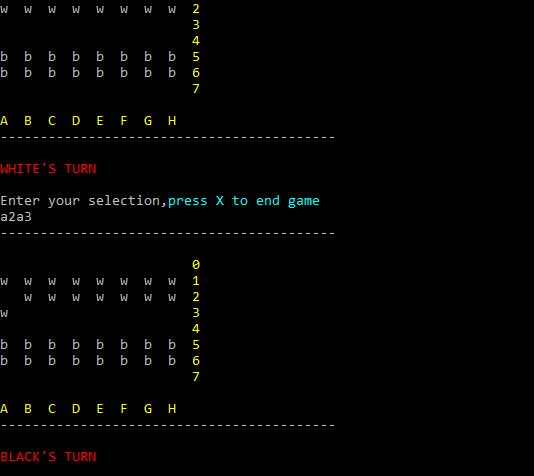 w  w  w  w  w  w  w  w  2
3
4
b  b  b  b  b  b  b  b  5
b  b  b  b  b  b  b  b  6
7
A  B  C  D  E  F  G  H
-----------------------------------------
WHITE'S TURN
Enter your selection,press X to end game
a2a3
-----------------------------------------
0
w  w  w  w  w  w  w  w  1
   w  w  w  w  w  w  w  2
w                       3
4
b  b  b  b  b  b  b  b  5
b  b  b  b  b  b  b  b  6
7
A  B  C  D  E  F  G  H
-----------------------------------------
BLACK'S TURN